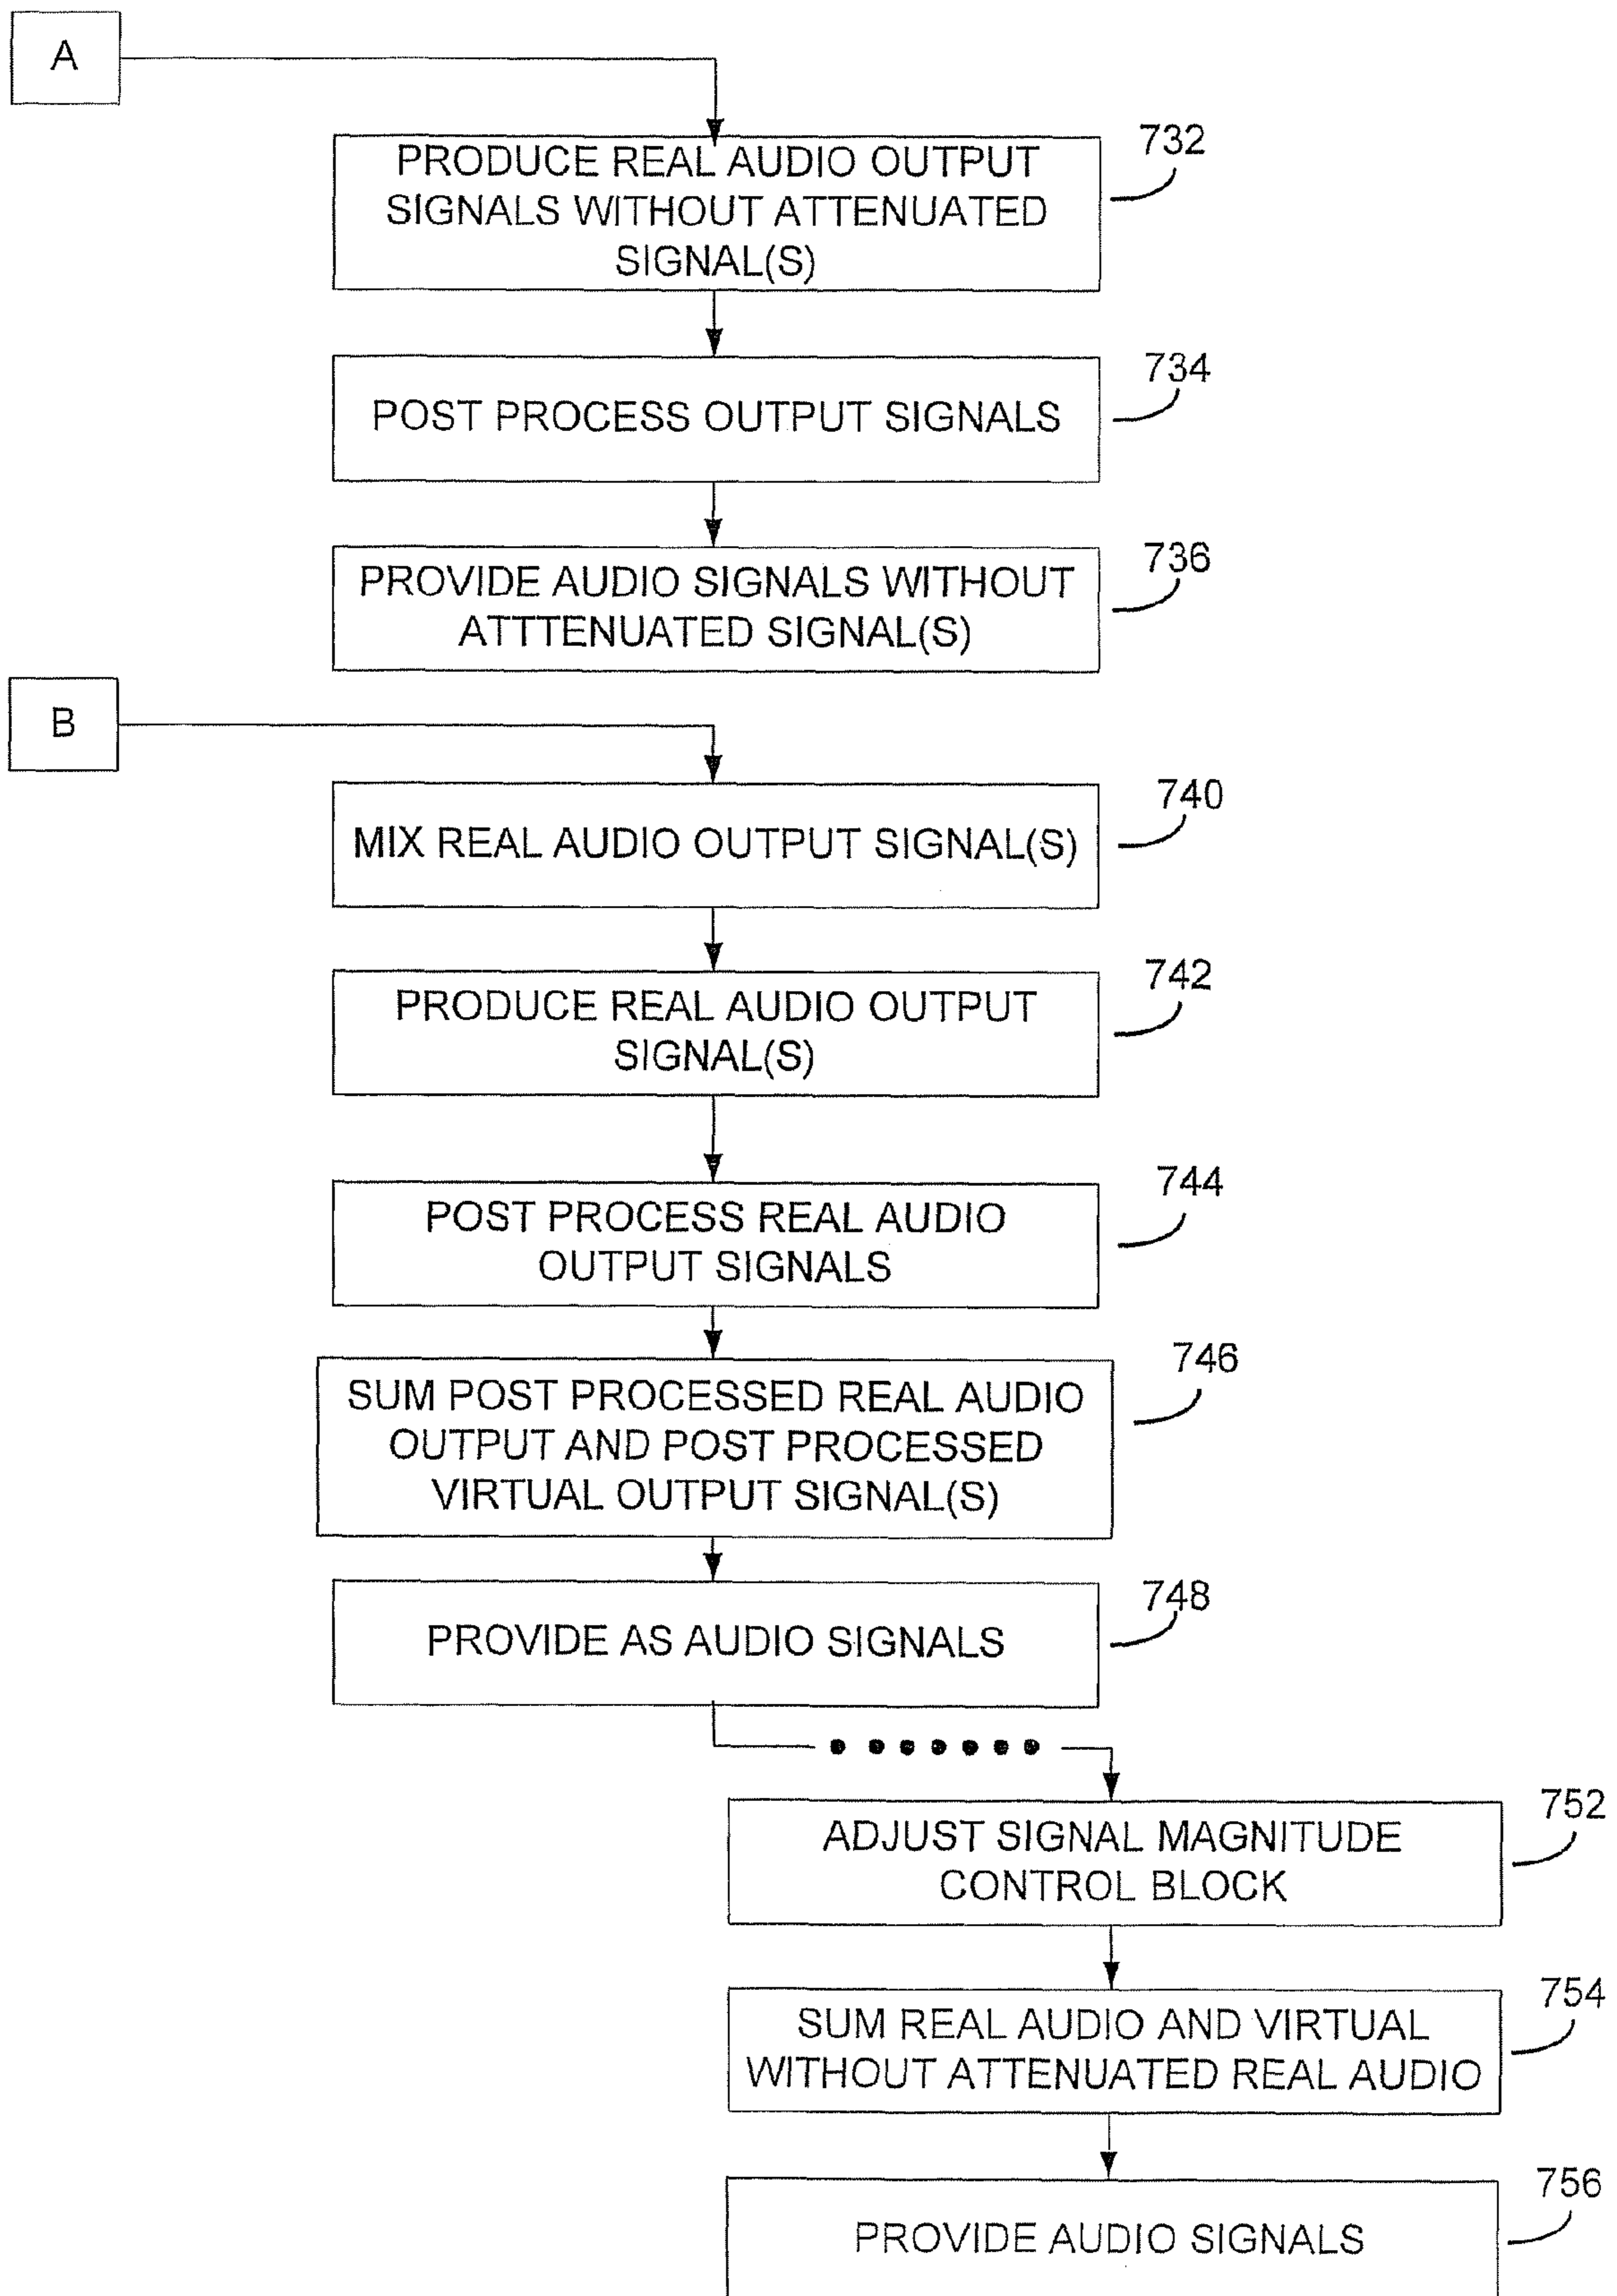 A
732
PRODUCE REAL AUDIO OUTPUT
SIGNALS WITHOUT ATTENUATED
SIGNAL(S)
734
POST PROCESS OUTPUT SIGNALS
736
PROVIDE AUDIO SIGNALS WITHOUT
ATTTENUATED SIGNAL(S)
B
740
MIX REAL AUDIO OUTPUT SIGNAL(S)
742
PRODUCE REAL AUDIO OUTPUT
SIGNAL(S)
744
POST PROCESS REAL AUDIO
OUTPUT SIGNALS
746
SUM POST PROCESSED REAL AUDIO
OUTPUT AND POST PROCESSED
VIRTUAL OUTPUT SIGNAL(S)
748
PROVIDE AS AUDIO SIGNALS
752
ADJUST SIGNAL MAGNITUDE
CONTROL BLOCK
754
SUM REAL AUDIO AND VIRTUAL
WITHOUT ATTENUATED REAL AUDIO
756
PROVIDE AUDIO SIGNALS